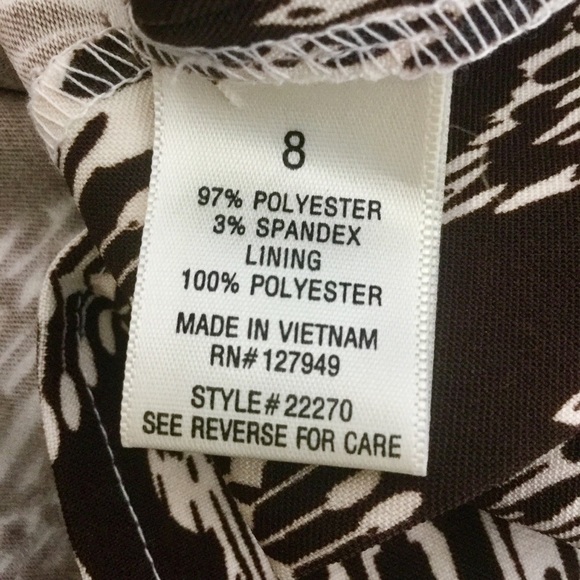 8
97% POLYESTER
3% SPANDEX
LINING
100% POLYESTER
MADE IN VIETNAM
RN# 127949
STYLE# 22270
SEE REVERSE FOR CARE